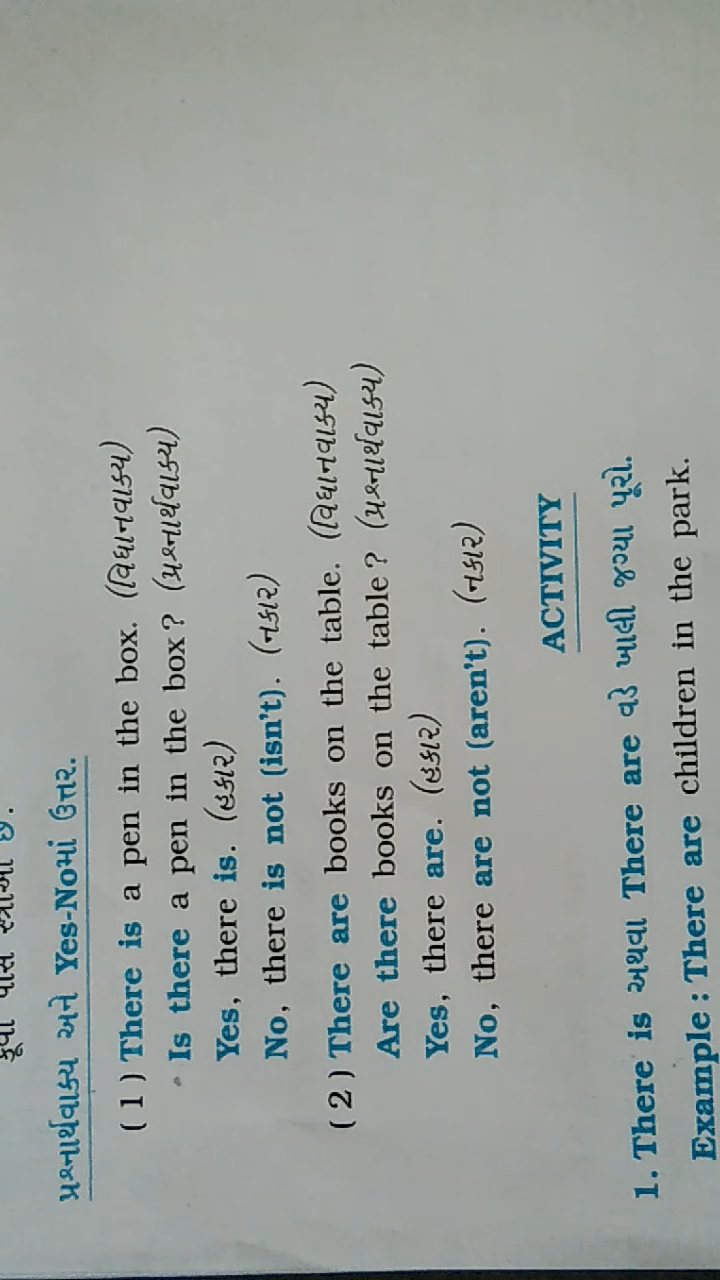 કૂવા પાસે સ્ત્રીઓ છે.
પ્રશ્નાર્થવાક્ય અને Yes-Noમાં ઉત્તર.
( 1 ) There is a pen in the box. (વિધાનવાક્ય)
Is there a pen in the box ? (પ્રશ્નાર્થવાક્ય)
Yes, there is. (હકાર)
No, there is not (isn't). (નકાર)
( 2 ) There are books on the table. (વિધાનવાક્ય)
Are there books on the table ? (પ્રશ્નાર્થવાક્ય)
Yes, there are. (હકાર)
No, there are not (aren't). (નકાર)
ACTIVITY
1. There is અથવા There are વડે ખાલી જગ્યા પૂરો.
Example : There are children in the park.